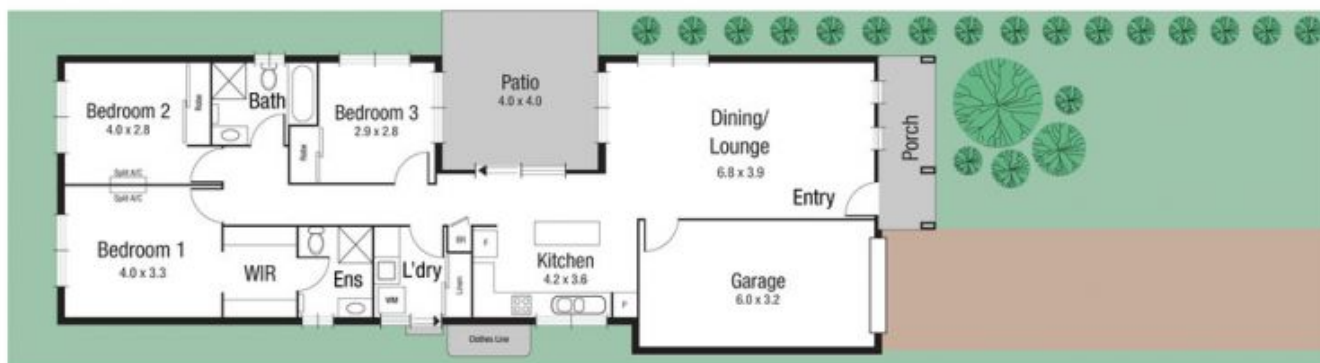 Bedroom 2
4.0 x 2.8
Robe
Bath
Bedroom 3
2.9 x 2.8
Robe
Patio
4.0 x 4.0
Dining/
Lounge
6.8 x 3.9
Porch
Entry
Split A/C
Split A/C
Bedroom 1
4.0 x 3.3
WIR
Ens
L'dry
WM
Linen
F
Kitchen
4.2 x 3.6
P
Garage
6.0 x 3.2
Clothes Line